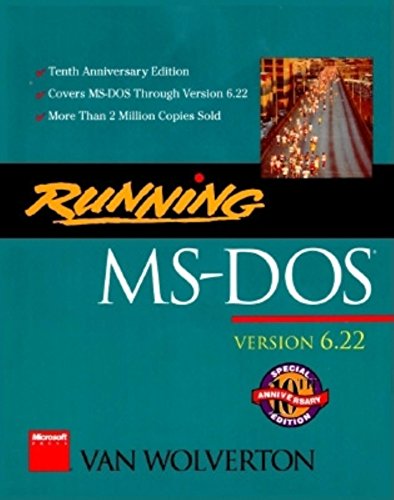 Tenth Anniversary Edition
Covers MS-DOS Through Version 6.22
More Than 2 Million Copies Sold
RUNNING
MS-DOS®
VERSION 6.22
SPECIAL
10TH
ANNIVERSARY
EDITION
Microsoft
PRESS
VAN WOLVERTON